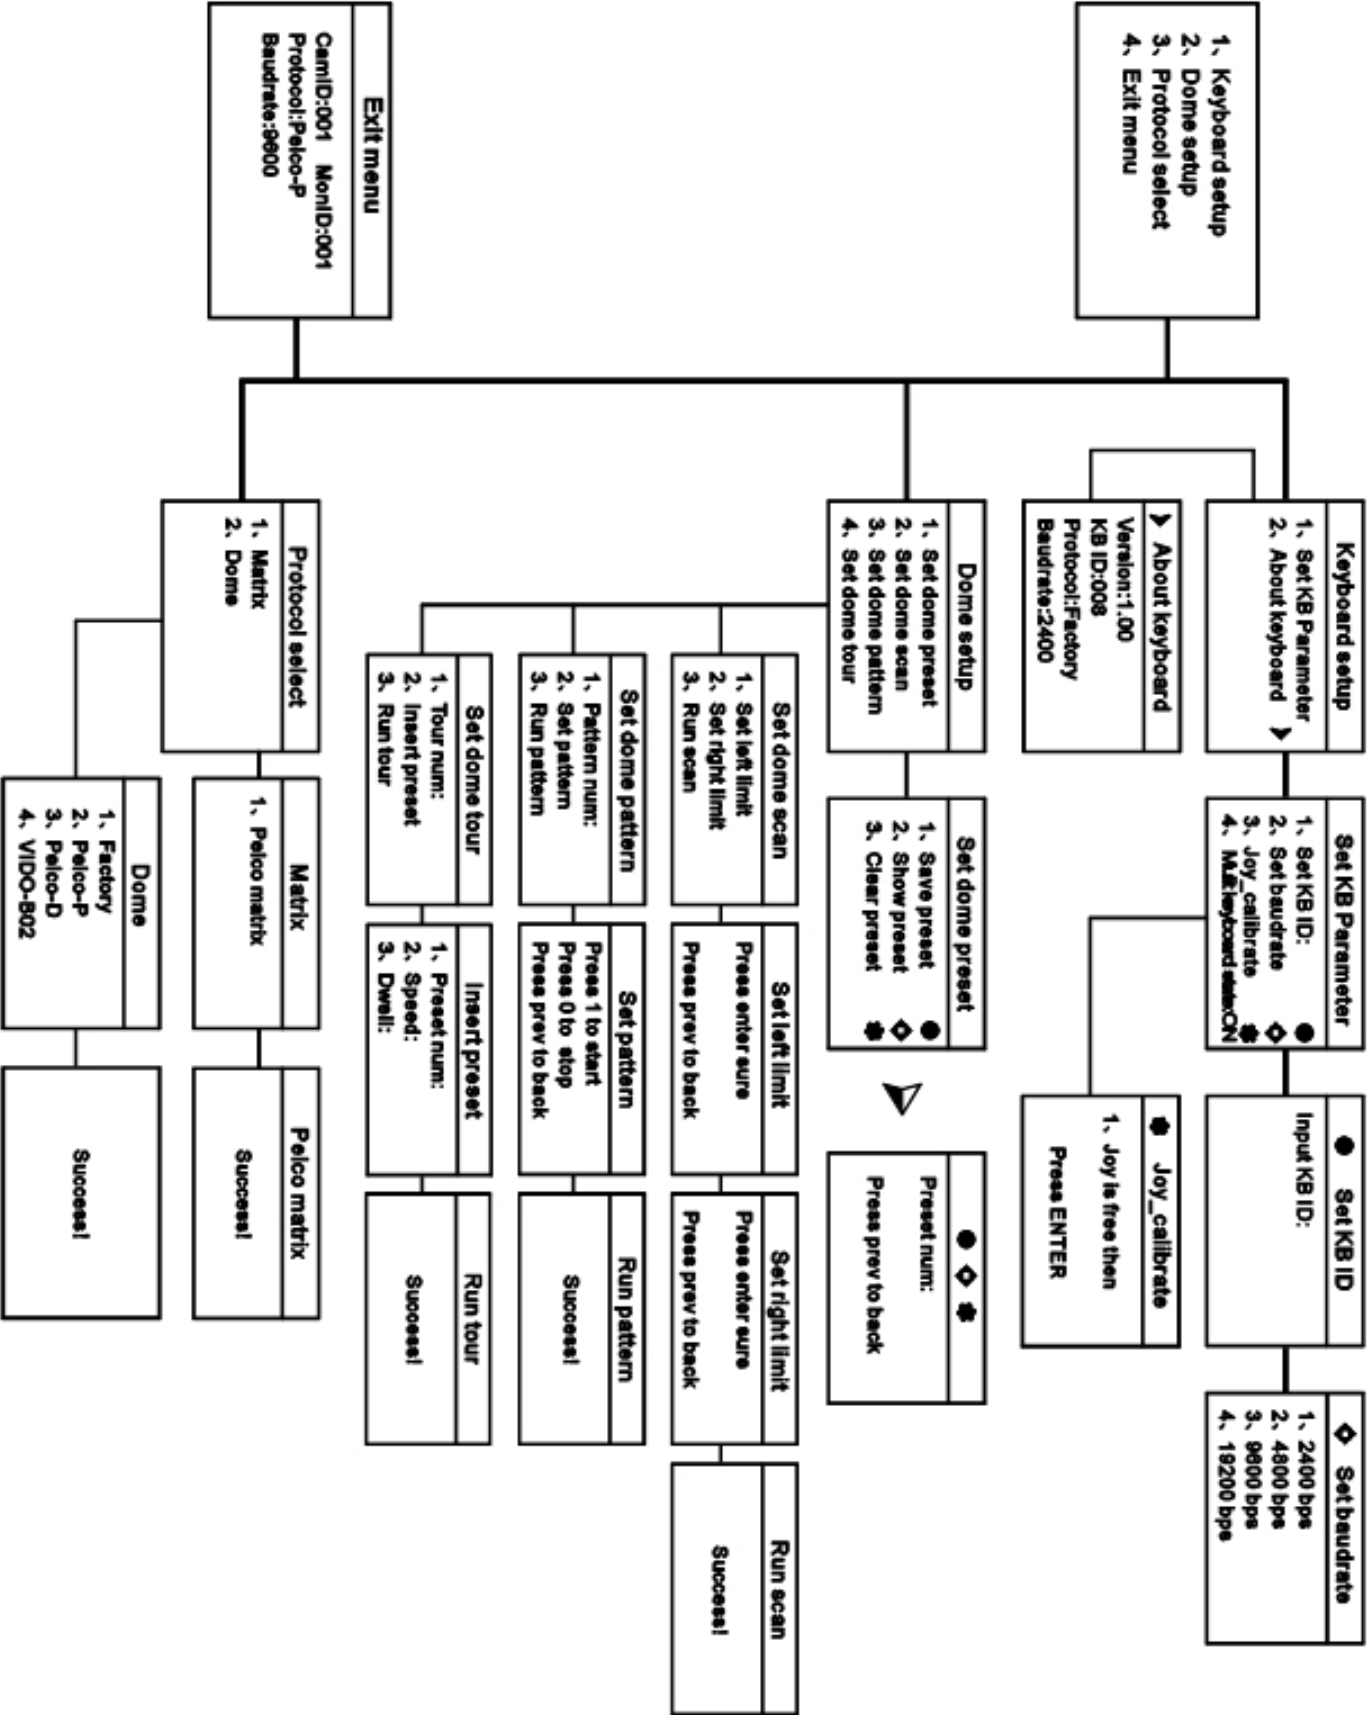 1、Keyboard setup
2、Dome setup
3、Protocol select
4、Exit menu
Keyboard setup
1、Set KB Parameter
2、About keyboard
Set KB Parameter
1、Set KB ID:
2、Set baudrate
3、Joy_calibrate
4、Multi keyboard state:ON
Set KB ID
Input KB ID:
Set baudrate
1、2400 bps
2、4800 bps
3、9600 bps
4、19200 bps
About keyboard
Version:1.00
KB ID:008
Protocol:Factory
Baudrate:2400
Joy_calibrate
1、Joy is free then
Press ENTER
Dome setup
1、Set dome preset
2、Set dome scan
3、Set dome pattern
4、Set dome tour
Set dome preset
1、Save preset
2、Show preset
3、Clear preset
Preset num:
Press prev to back
Set dome scan
1、Set left limit
2、Set right limit
3、Run scan
Set left limit
Press enter sure
Press prev to back
Set right limit
Press enter sure
Press prev to back
Run scan
Success!
Set dome pattern
1、Pattern num:
2、Set pattern
3、Run pattern
Set pattern
Press 1 to start
Press 0 to stop
Press prev to back
Run pattern
Success!
Set dome tour
1、Tour num:
2、Insert preset
3、Run tour
Insert preset
1、Preset num:
2、Speed:
3、Dwell:
Run tour
Success!
Exit menu
CamID:001 MonID:001
Protocol:Pelco-P
Baudrate:9600
Protocol select
1、Matrix
2、Dome
Matrix
1、Pelco matrix
Pelco matrix
Success!
Dome
1、Factory
2、Pelco-P
3、Pelco-D
4、VIDO-B02
Success!